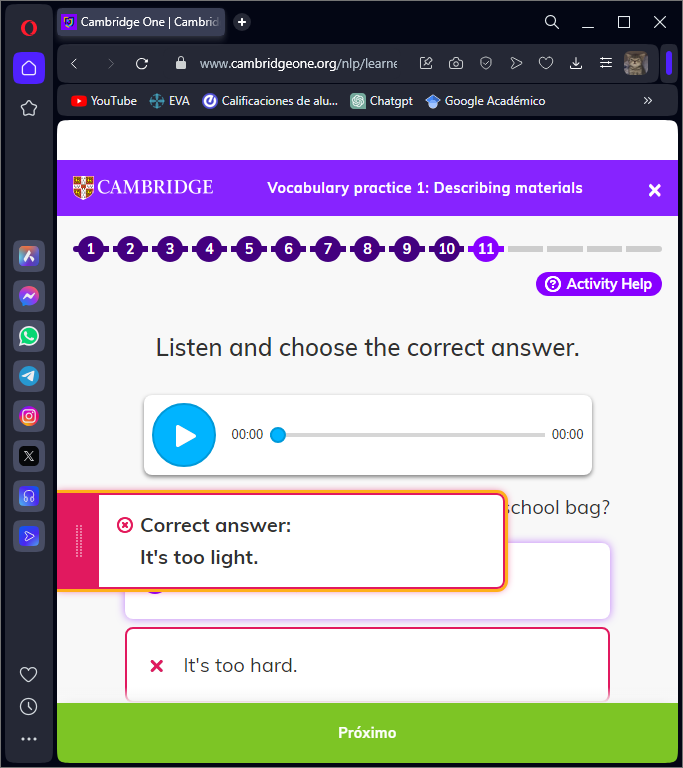 Cambridge One | Cambrid
www.cambridgeone.org/nlp/learne
YouTube
EVA
Calificaciones de alu...
Chatgpt
Google Académico
CAMBRIDGE
Vocabulary practice 1: Describing materials
1 2 3 4 5 6 7 8 9 10 11
Activity Help
Listen and choose the correct answer.
00:00 00:00
school bag?
Correct answer:
It's too light.
It's too hard.
Próximo